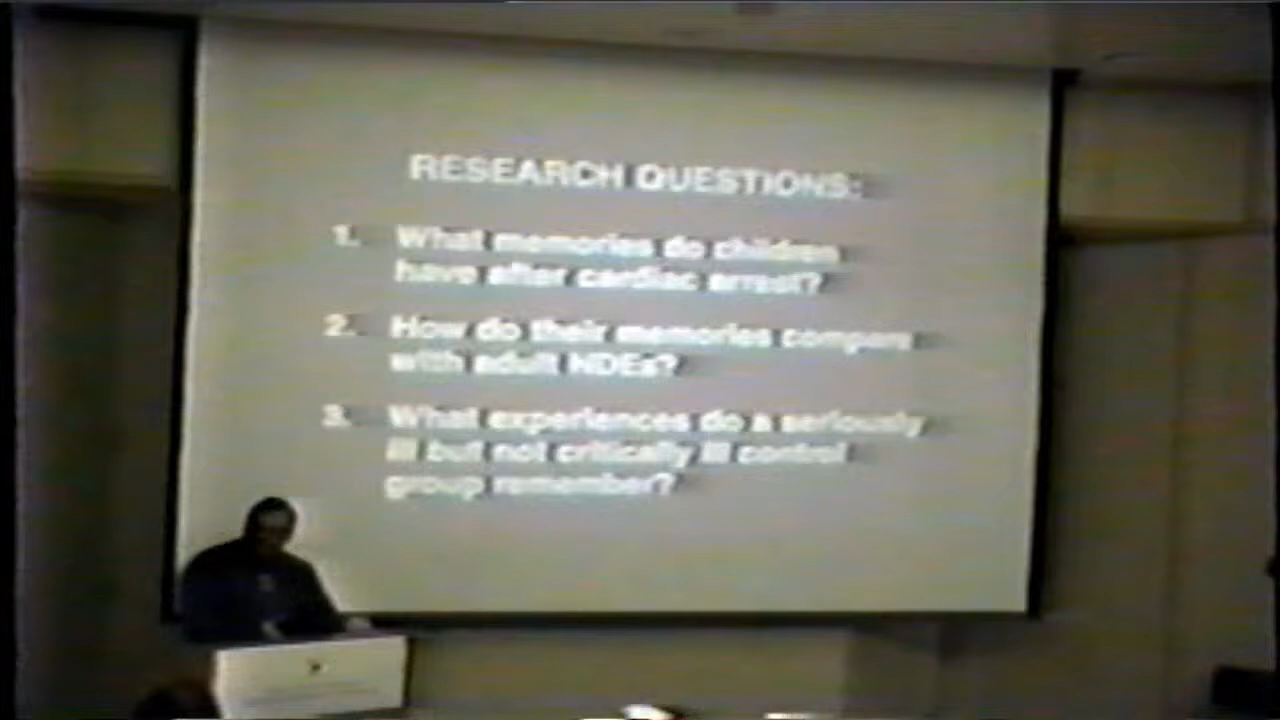 RESEARCH QUESTIONS:
1. What memories do children
have after cardiac arrest?
2. How do their memories compare
with adult NDEs?
3. What experiences do a seriously
ill but not critically ill control
group remember?